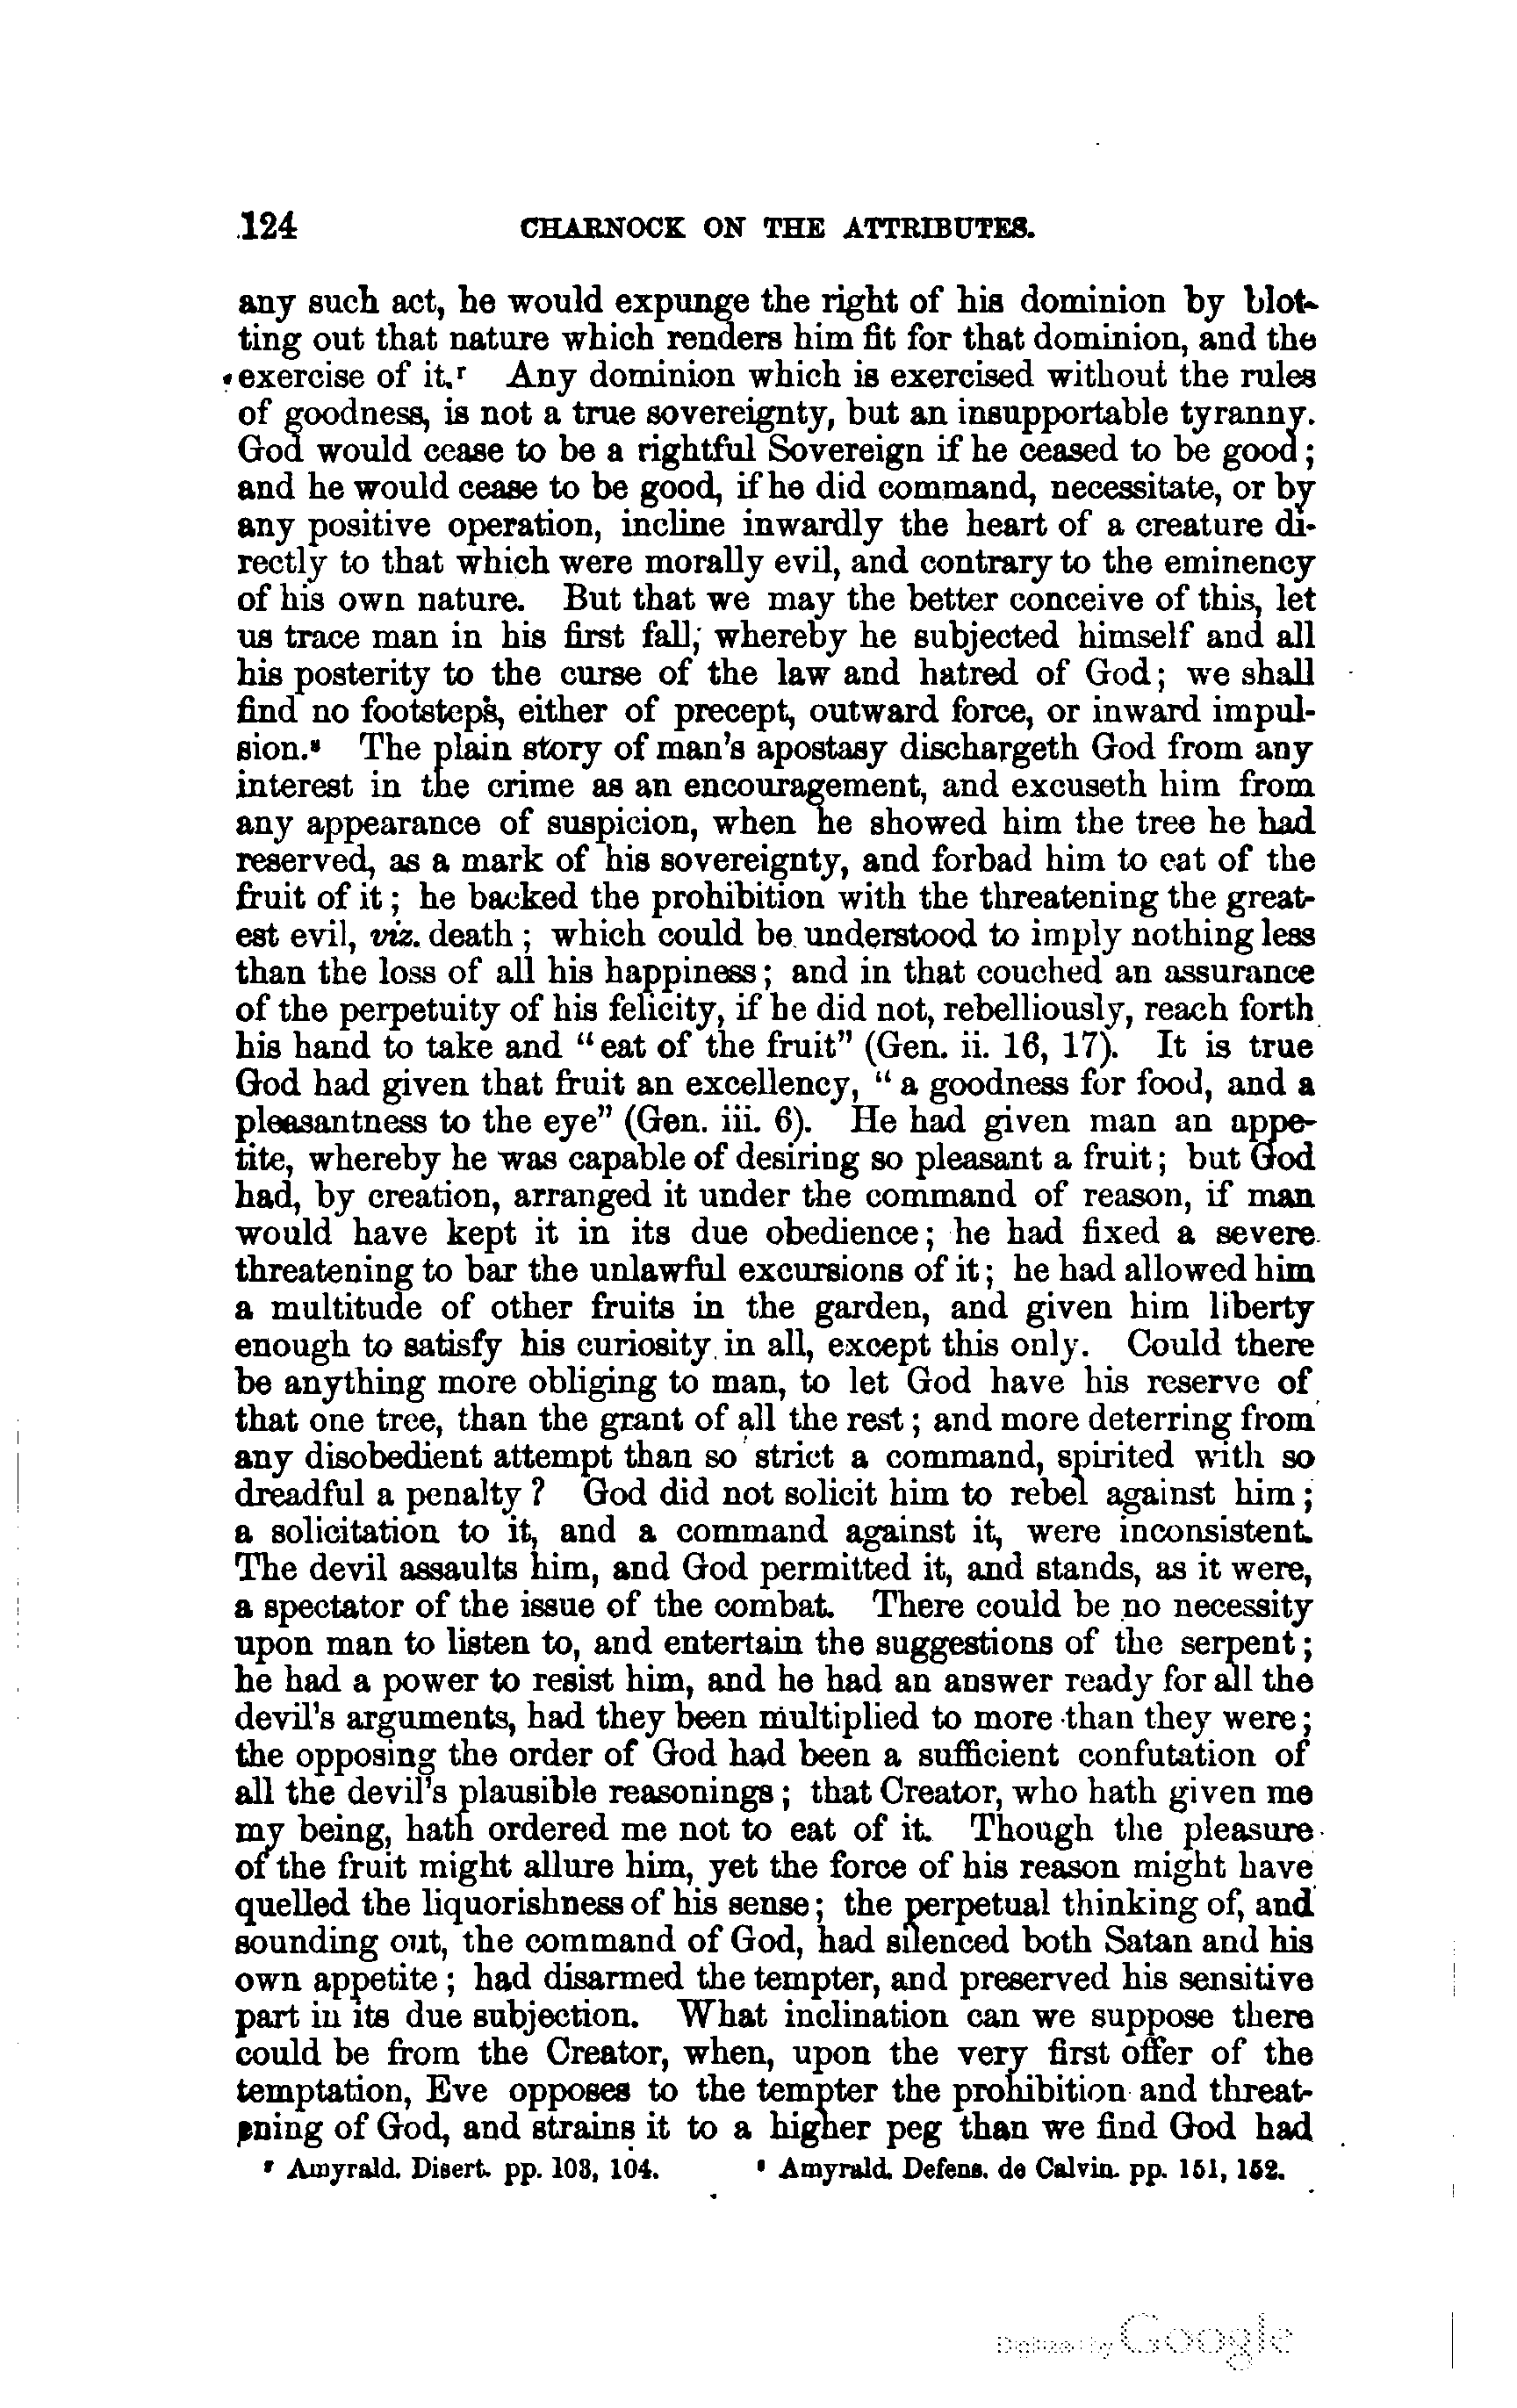 124 CHARNOCK ON THE ATTRIBUTES.
any such act, he would expunge the right of his dominion by blot-
ting out that nature which renders him fit for that dominion, and the
exercise of it.r Any dominion which is exercised without the rules
of goodness, is not a true sovereignty, but an insupportable tyranny.
God would cease to be a rightful Sovereign if he ceased to be good;
and he would cease to be good, if he did command, necessitate, or by
any positive operation, incline inwardly the heart of a creature di-
rectly to that which were morally evil, and contrary to the eminency
of his own nature. But that we may the better conceive of this, let
us trace man in his first fall, whereby he subjected himself and all
his posterity to the curse of the law and hatred of God; we shall
find no footsteps, either of precept, outward force, or inward impul-
sion.s The plain story of man's apostasy dischargeth God from any
interest in the crime as an encouragement, and excuseth him from
any appearance of suspicion, when he showed him the tree he had
reserved, as a mark of his sovereignty, and forbad him to eat of the
fruit of it; he backed the prohibition with the threatening the great-
est evil, viz. death; which could be understood to imply nothing less
than the loss of all his happiness; and in that couched an assurance
of the perpetuity of his felicity, if he did not, rebelliously, reach forth
his hand to take and "eat of the fruit" (Gen. ii. 16, 17). It is true
God had given that fruit an excellency, "a goodness for food, and a
pleasantness to the eye" (Gen. iii. 6). He had given man an appe-
tite, whereby he was capable of desiring so pleasant a fruit; but God
had, by creation, arranged it under the command of reason, if man
would have kept it in its due obedience; he had fixed a severe
threatening to bar the unlawful excursions of it; he had allowed him
a multitude of other fruits in the garden, and given him liberty
enough to satisfy his curiosity in all, except this only. Could there
be anything more obliging to man, to let God have his reserve of
that one tree, than the grant of all the rest; and more deterring from
any disobedient attempt than so strict a command, spirited with so
dreadful a penalty? God did not solicit him to rebel against him;
a solicitation to it, and a command against it, were inconsistent.
The devil assaults him, and God permitted it, and stands, as it were,
a spectator of the issue of the combat. There could be no necessity
upon man to listen to, and entertain the suggestions of the serpent;
he had a power to resist him, and he had an answer ready for all the
devil's arguments, had they been multiplied to more than they were;
the opposing the order of God had been a sufficient confutation of
all the devil's plausible reasonings; that Creator, who hath given me
my being, hath ordered me not to eat of it. Though the pleasure
of the fruit might allure him, yet the force of his reason might have
quelled the liquorishness of his sense; the perpetual thinking of, and
sounding out, the command of God, had silenced both Satan and his
own appetite; had disarmed the tempter, and preserved his sensitive
part in its due subjection. What inclination can we suppose there
could be from the Creator, when, upon the very first offer of the
temptation, Eve opposes to the tempter the prohibition and threat-
ening of God, and strains it to a higher peg than we find God had
r Amyrald. Disert. pp. 103, 104. s Amyrald. Defens. de Calvin. pp. 151, 152.
Digitized by Google